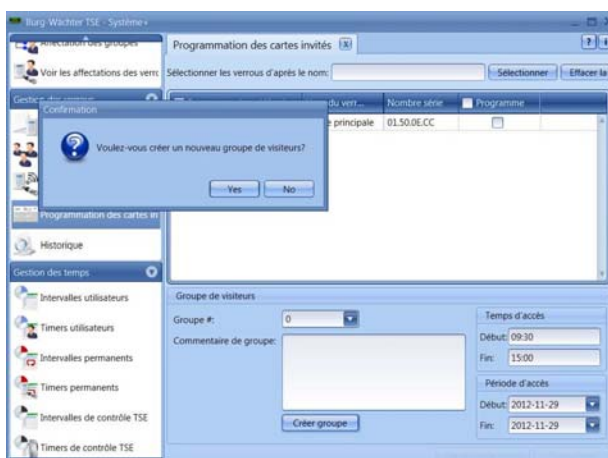 Burg-Wächter TSE - Système+
Affectation des groupes
Voir les affectations des verro
Gestion des verrous
Programmation des cartes in
Historique
Gestion des temps
Intervalles utilisateurs
Timers utilisateurs
Intervalles permanents
Timers permanents
Intervalles de contrôle TSE
Timers de contrôle TSE
Programmation des cartes invités
Sélectionner les verrous d'après le nom:
Sélectionner
Effacer la
du verr...
Nombre série
Programme
e principale
01.50.0E.CC
Confirmation
Voulez-vous créer un nouveau groupe de visiteurs?
Yes
No
Groupe de visiteurs
Groupe #:
0
Commentaire de groupe:
Créer groupe
Temps d'accès
Début: 09:30
Fin: 15:00
Période d'accès
Début: 2012-11-29
Fin: 2012-11-29